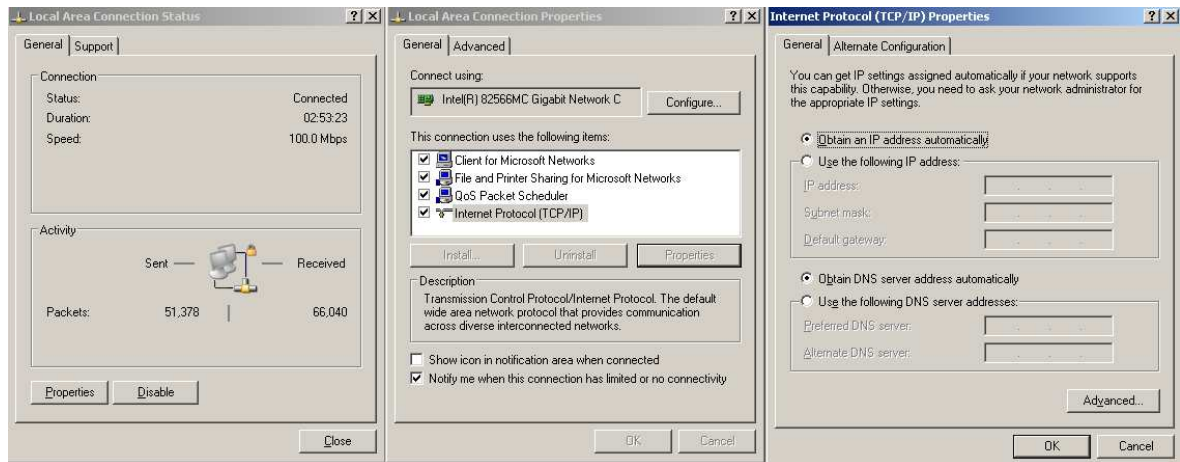 Local Area Connection Status
General
Support
Connection
Status:
Connected
Duration:
02:53:23
Speed:
100.0 Mbps
Activity
Sent
Received
Packets:
51,378
66,040
Properties
Disable
Close
Local Area Connection Properties
General
Advanced
Connect using:
Intel(R) 82566MC Gigabit Network C
Configure...
This connection uses the following items:
Client for Microsoft Networks
File and Printer Sharing for Microsoft Networks
QoS Packet Scheduler
Internet Protocol (TCP/IP)
Install...
Uninstall
Properties
Description
Transmission Control Protocol/Internet Protocol. The default
wide area network protocol that provides communication
across diverse interconnected networks.
Show icon in notification area when connected
Notify me when this connection has limited or no connectivity
OK
Cancel
Internet Protocol (TCP/IP) Properties
General
Alternate Configuration
You can get IP settings assigned automatically if your network supports
this capability. Otherwise, you need to ask your network administrator for
the appropriate IP settings.
Obtain an IP address automatically
Use the following IP address:
IP address:
Subnet mask:
Default gateway:
Obtain DNS server address automatically
Use the following DNS server addresses:
Preferred DNS server:
Alternate DNS server:
Advanced...
OK
Cancel